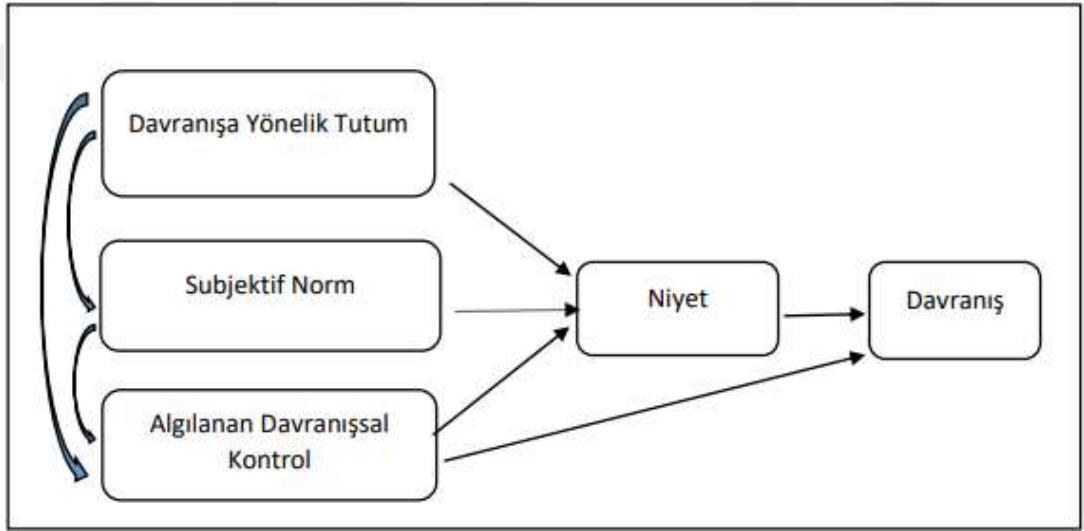 Davranışa Yönelik Tutum
Subjektif Norm
Niyet
Davranış
Algılanan Davranışsal
Kontrol